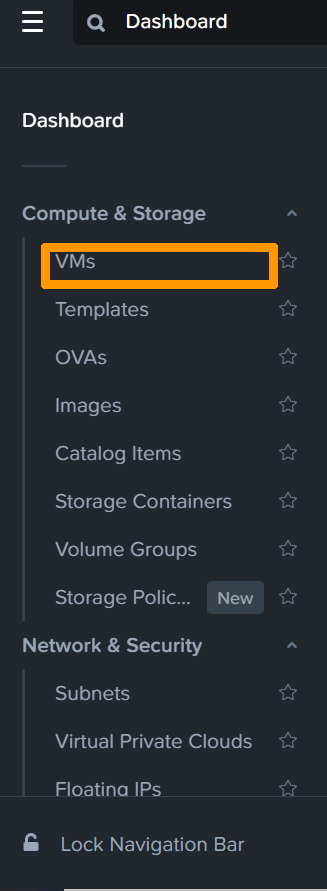 Dashboard
Dashboard
Compute & Storage
VMs
Templates
OVAs
Images
Catalog Items
Storage Containers
Volume Groups
Storage Polic... New
Network & Security
Subnets
Virtual Private Clouds
Floating IPs
Lock Navigation Bar